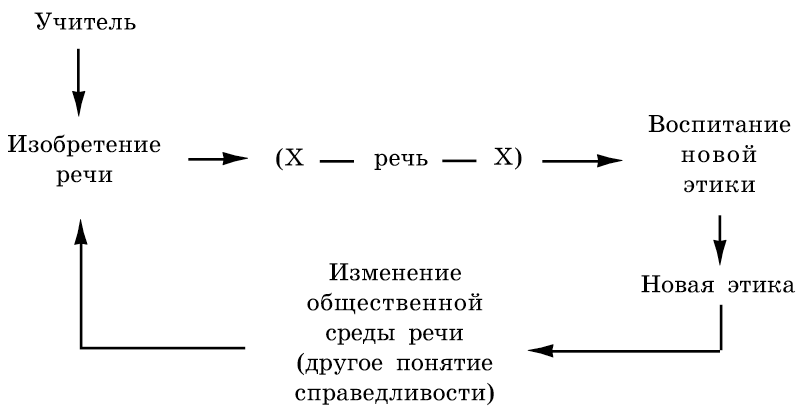 Учитель
Изобретение
речи
(Х — речь — Х)
Воспитание
новой
этики
Новая этика
Изменение
общественной
среды речи
(другое понятие
справедливости)